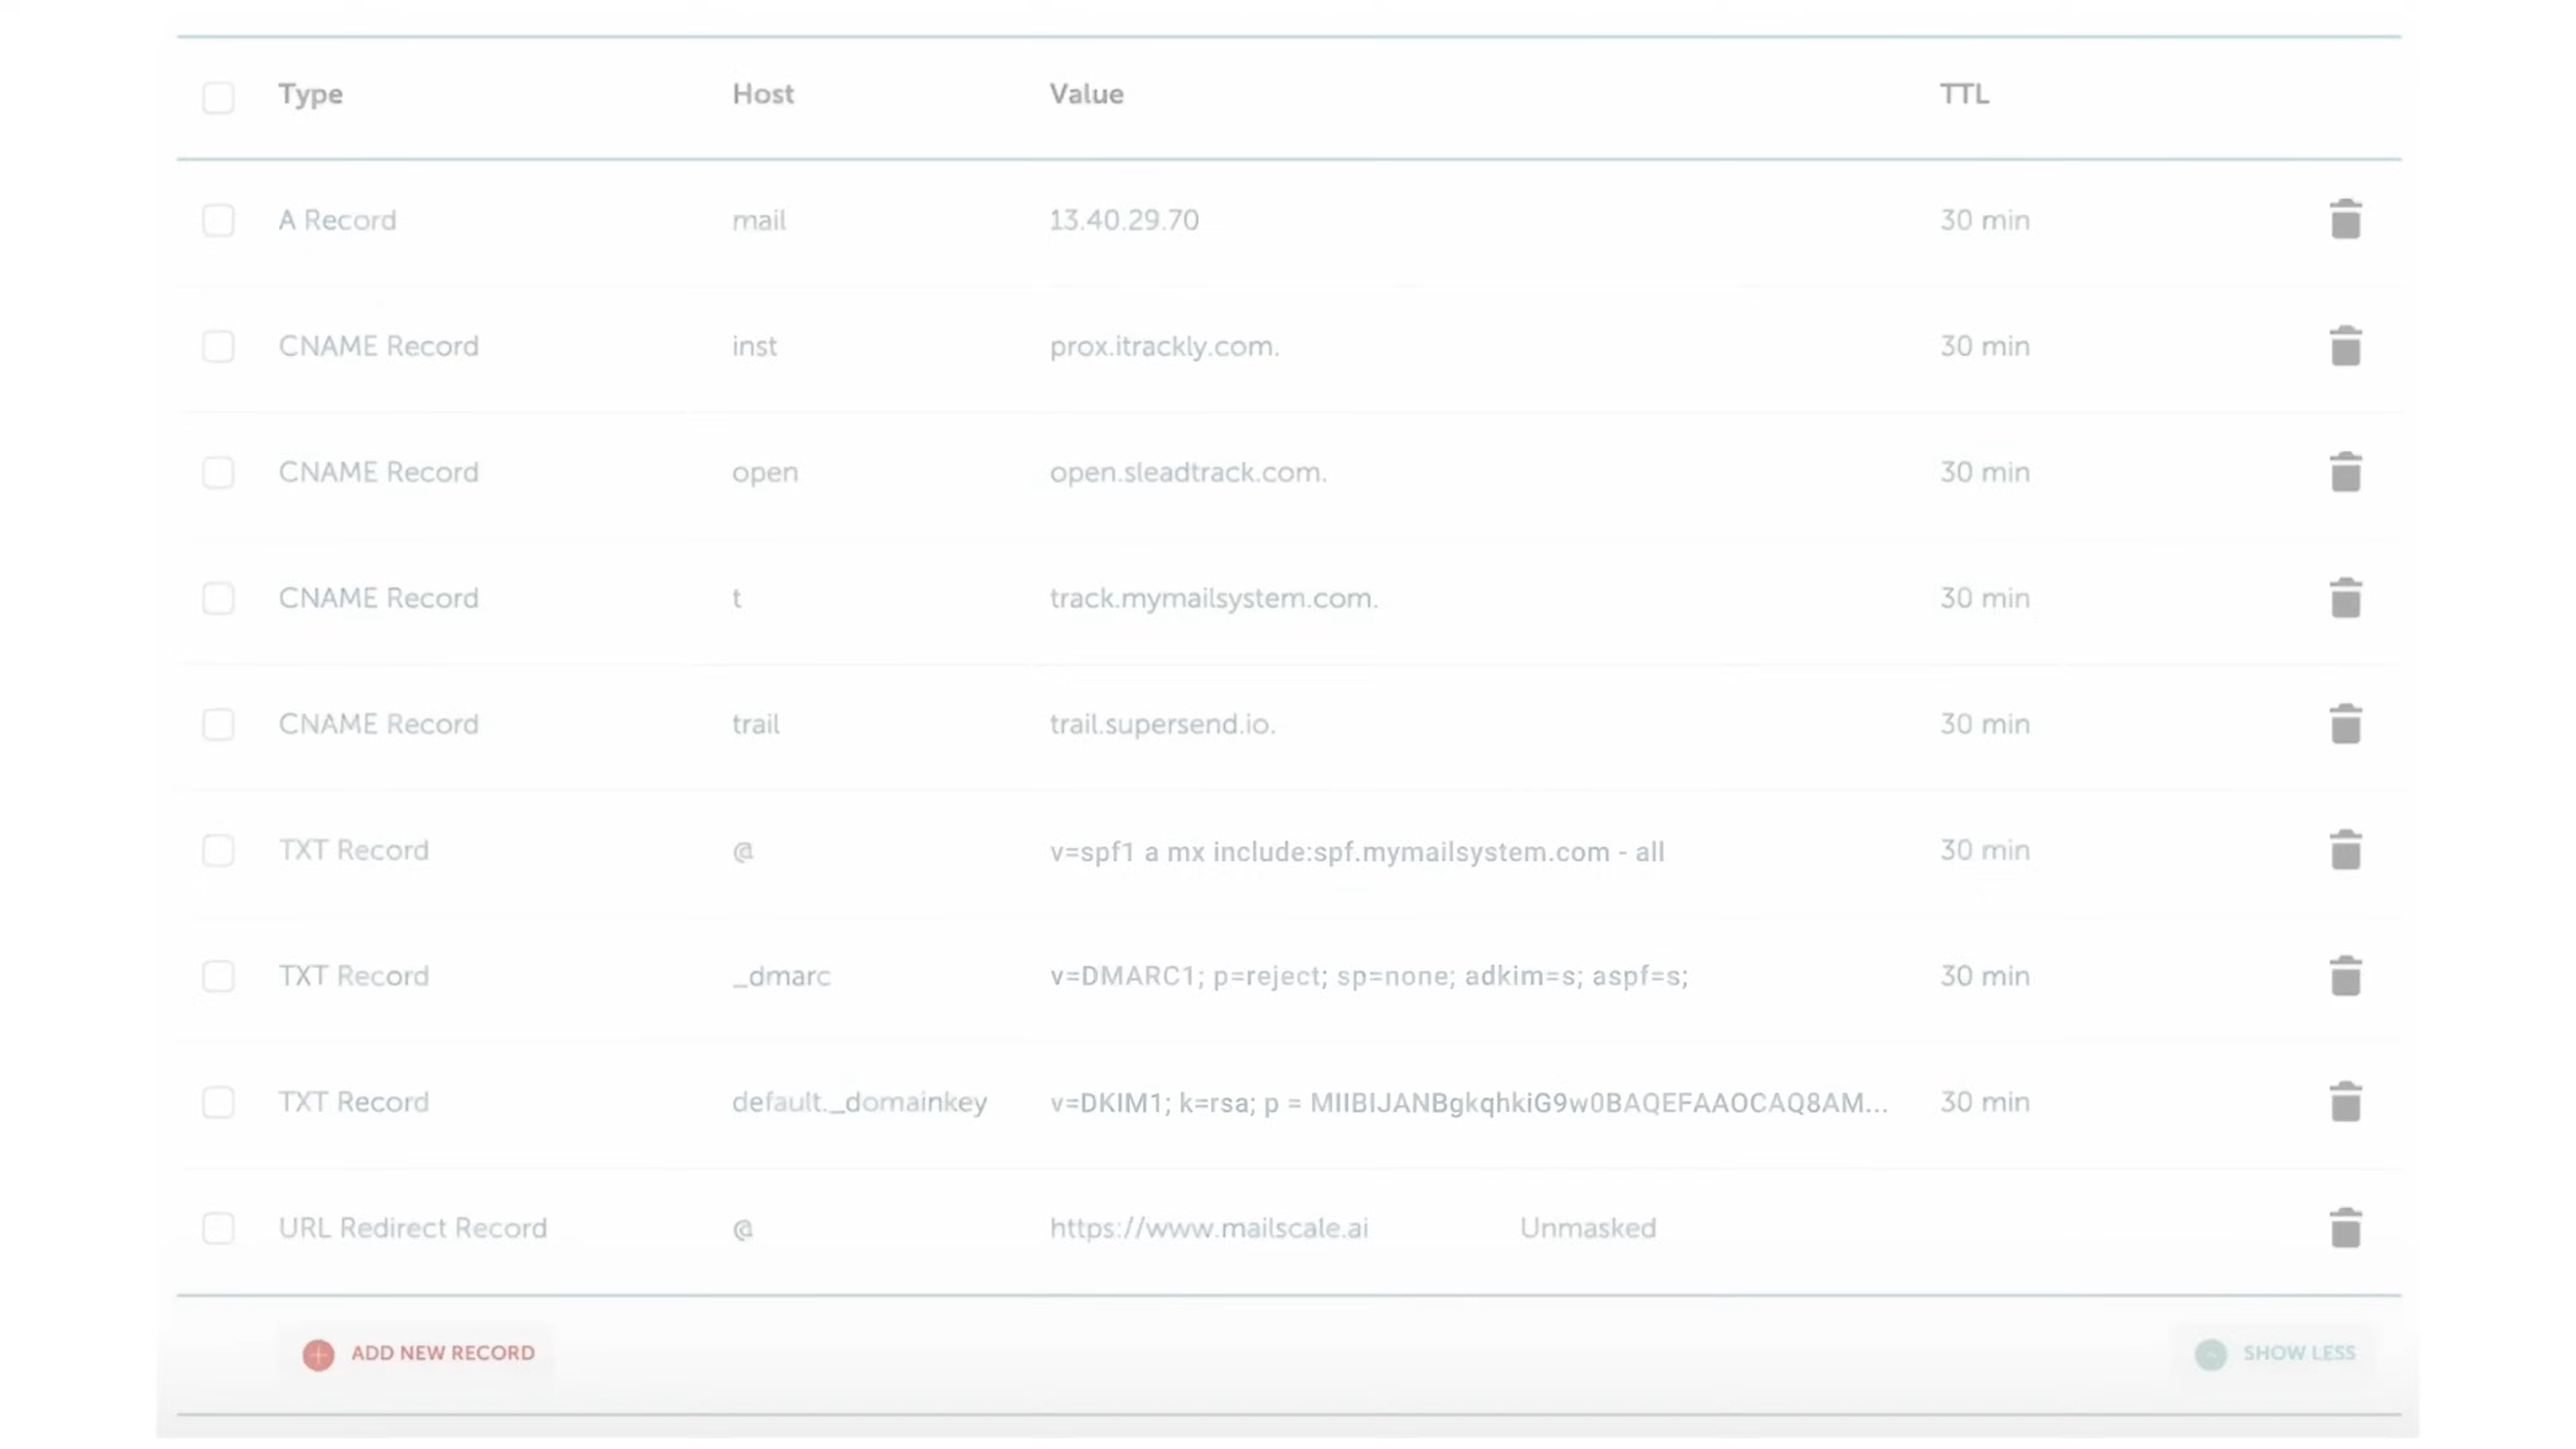 Type Host Value TTL
A Record mail 13.40.29.70 30 min
CNAME Record inst prox.itrackly.com. 30 min
CNAME Record open open.sleadtrack.com. 30 min
CNAME Record t track.mymailsystem.com. 30 min
CNAME Record trail trail.supersend.io. 30 min
TXT Record @ v=spf1 a mx include:spf.mymailsystem.com - all 30 min
TXT Record _dmarc v=DMARC1; p=reject; sp=none; adkim=s; aspf=s; 30 min
TXT Record default._domainkey v=DKIM1; k=rsa; p = MIIBIJANBgkqhkiG9w0BAQEFAAOCAQ8AM... 30 min
URL Redirect Record @ https://www.mailscale.ai Unmasked
ADD NEW RECORD SHOW LESS